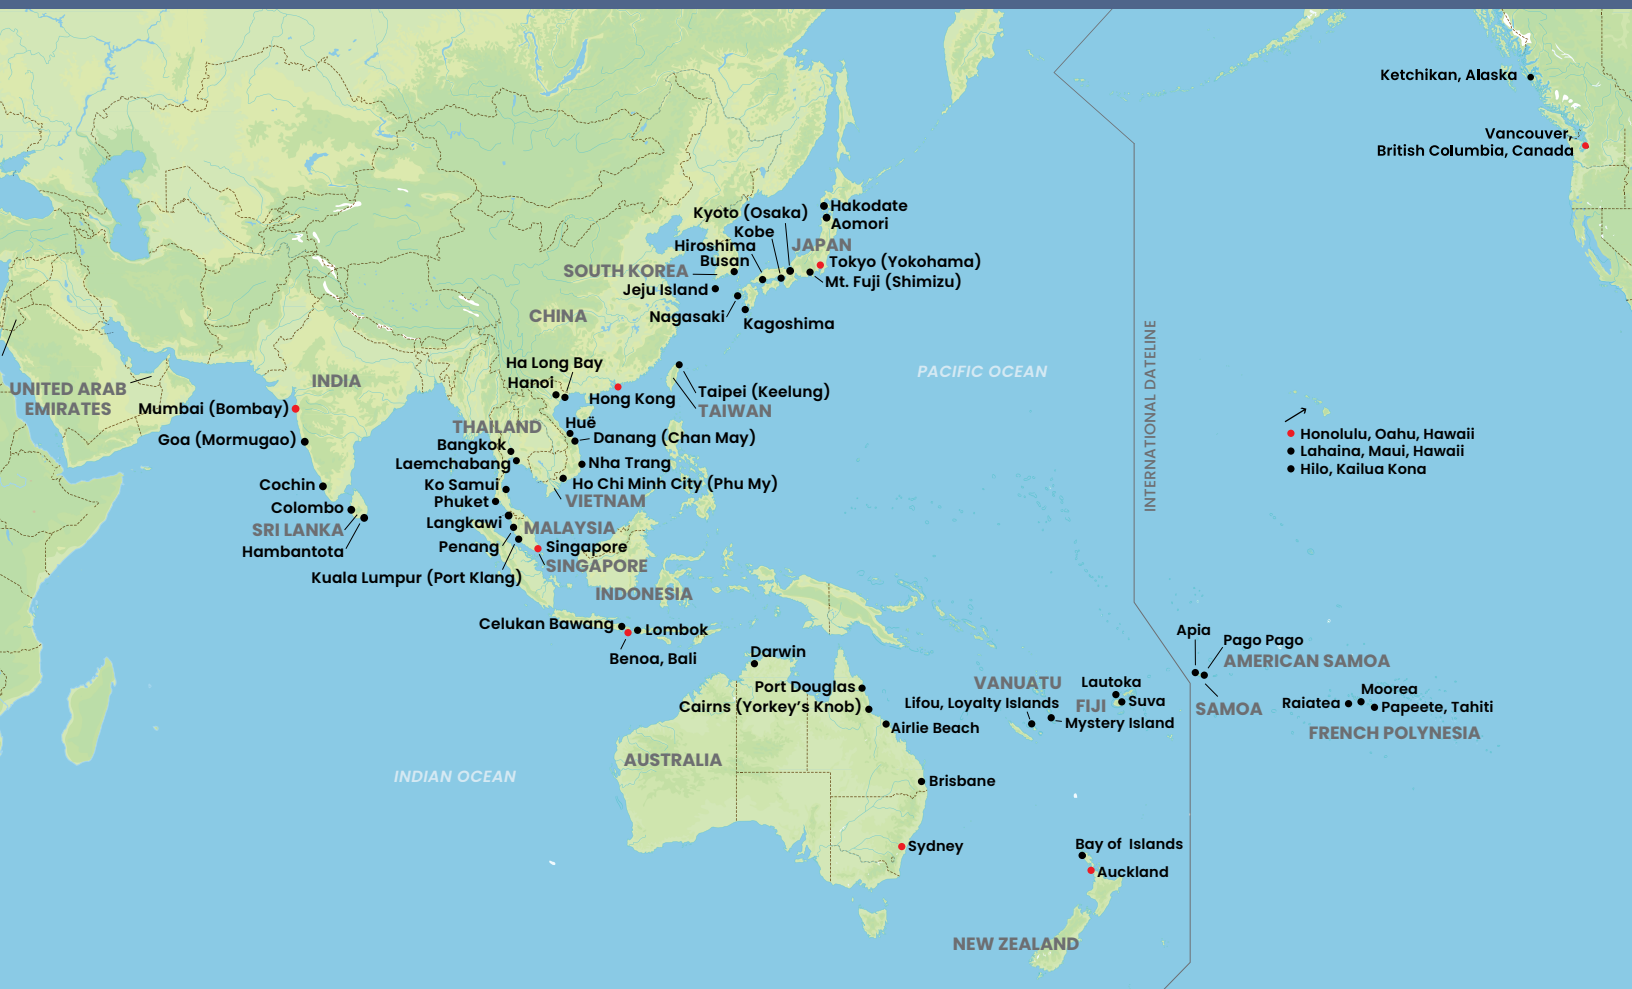 Ketchikan, Alaska
Vancouver,
British Columbia, Canada
Hakodate
Kyoto (Osaka)
Aomori
Kobe
Hiroshima
JAPAN
Busan
Tokyo (Yokohama)
SOUTH KOREA
Mt. Fuji (Shimizu)
Jeju Island
Nagasaki
Kagoshima
CHINA
INTERNATIONAL DATELINE
PACIFIC OCEAN
Ha Long Bay
Hanoi
INDIA
UNITED ARAB
EMIRATES
Hong Kong
Taipei (Keelung)
TAIWAN
Mumbai (Bombay)
Goa (Mormugao)
THAILAND
Huë
Bangkok
Danang (Chan May)
Laemchabang
Nha Trang
Honolulu, Oahu, Hawaii
Lahaina, Maui, Hawaii
Hilo, Kailua Kona
Cochin
Ko Samui
Ho Chi Minh City (Phu My)
Phuket
VIETNAM
Colombo
SRI LANKA
Langkawi
MALAYSIA
Hambantota
Penang
Singapore
SINGAPORE
Kuala Lumpur (Port Klang)
INDONESIA
Celukan Bawang
Lombok
Benoa, Bali
Apia
Pago Pago
AMERICAN SAMOA
Darwin
Port Douglas
VANUATU
Lautoka
Cairns (Yorkey's Knob)
Lifou, Loyalty Islands
FIJI
Suva
SAMOA
Moorea
Raiatea
Papeete, Tahiti
Airlie Beach
Mystery Island
FRENCH POLYNESIA
AUSTRALIA
INDIAN OCEAN
Brisbane
Sydney
Bay of Islands
Auckland
NEW ZEALAND